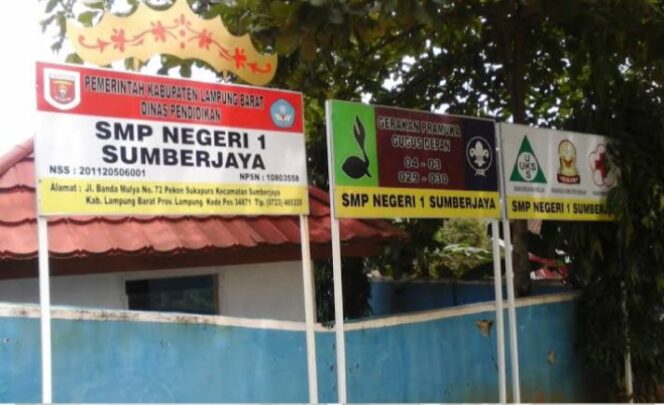 PEMERINTAH KABUPATEN LAMPUNG BARAT
DINAS PENDIDIKAN
SMP NEGERI 1
SUMBERJAYA
NSS : 201120506001 NPSN : 10803558
Alamat : Jl. Banda Mulya No. 72 Pekon Sukapura Kecamatan Sumberjaya
Kab. Lampung Barat Prov. Lampung Kode Pos 34871 Tlp. (0723)
GERAKAN PRAMUKA
GUGUS DEPAN
04 - 03
029 - 030
SMP NEGERI 1 SUMBERJAYA
UKS
SMP NEGERI 1 SUMBER